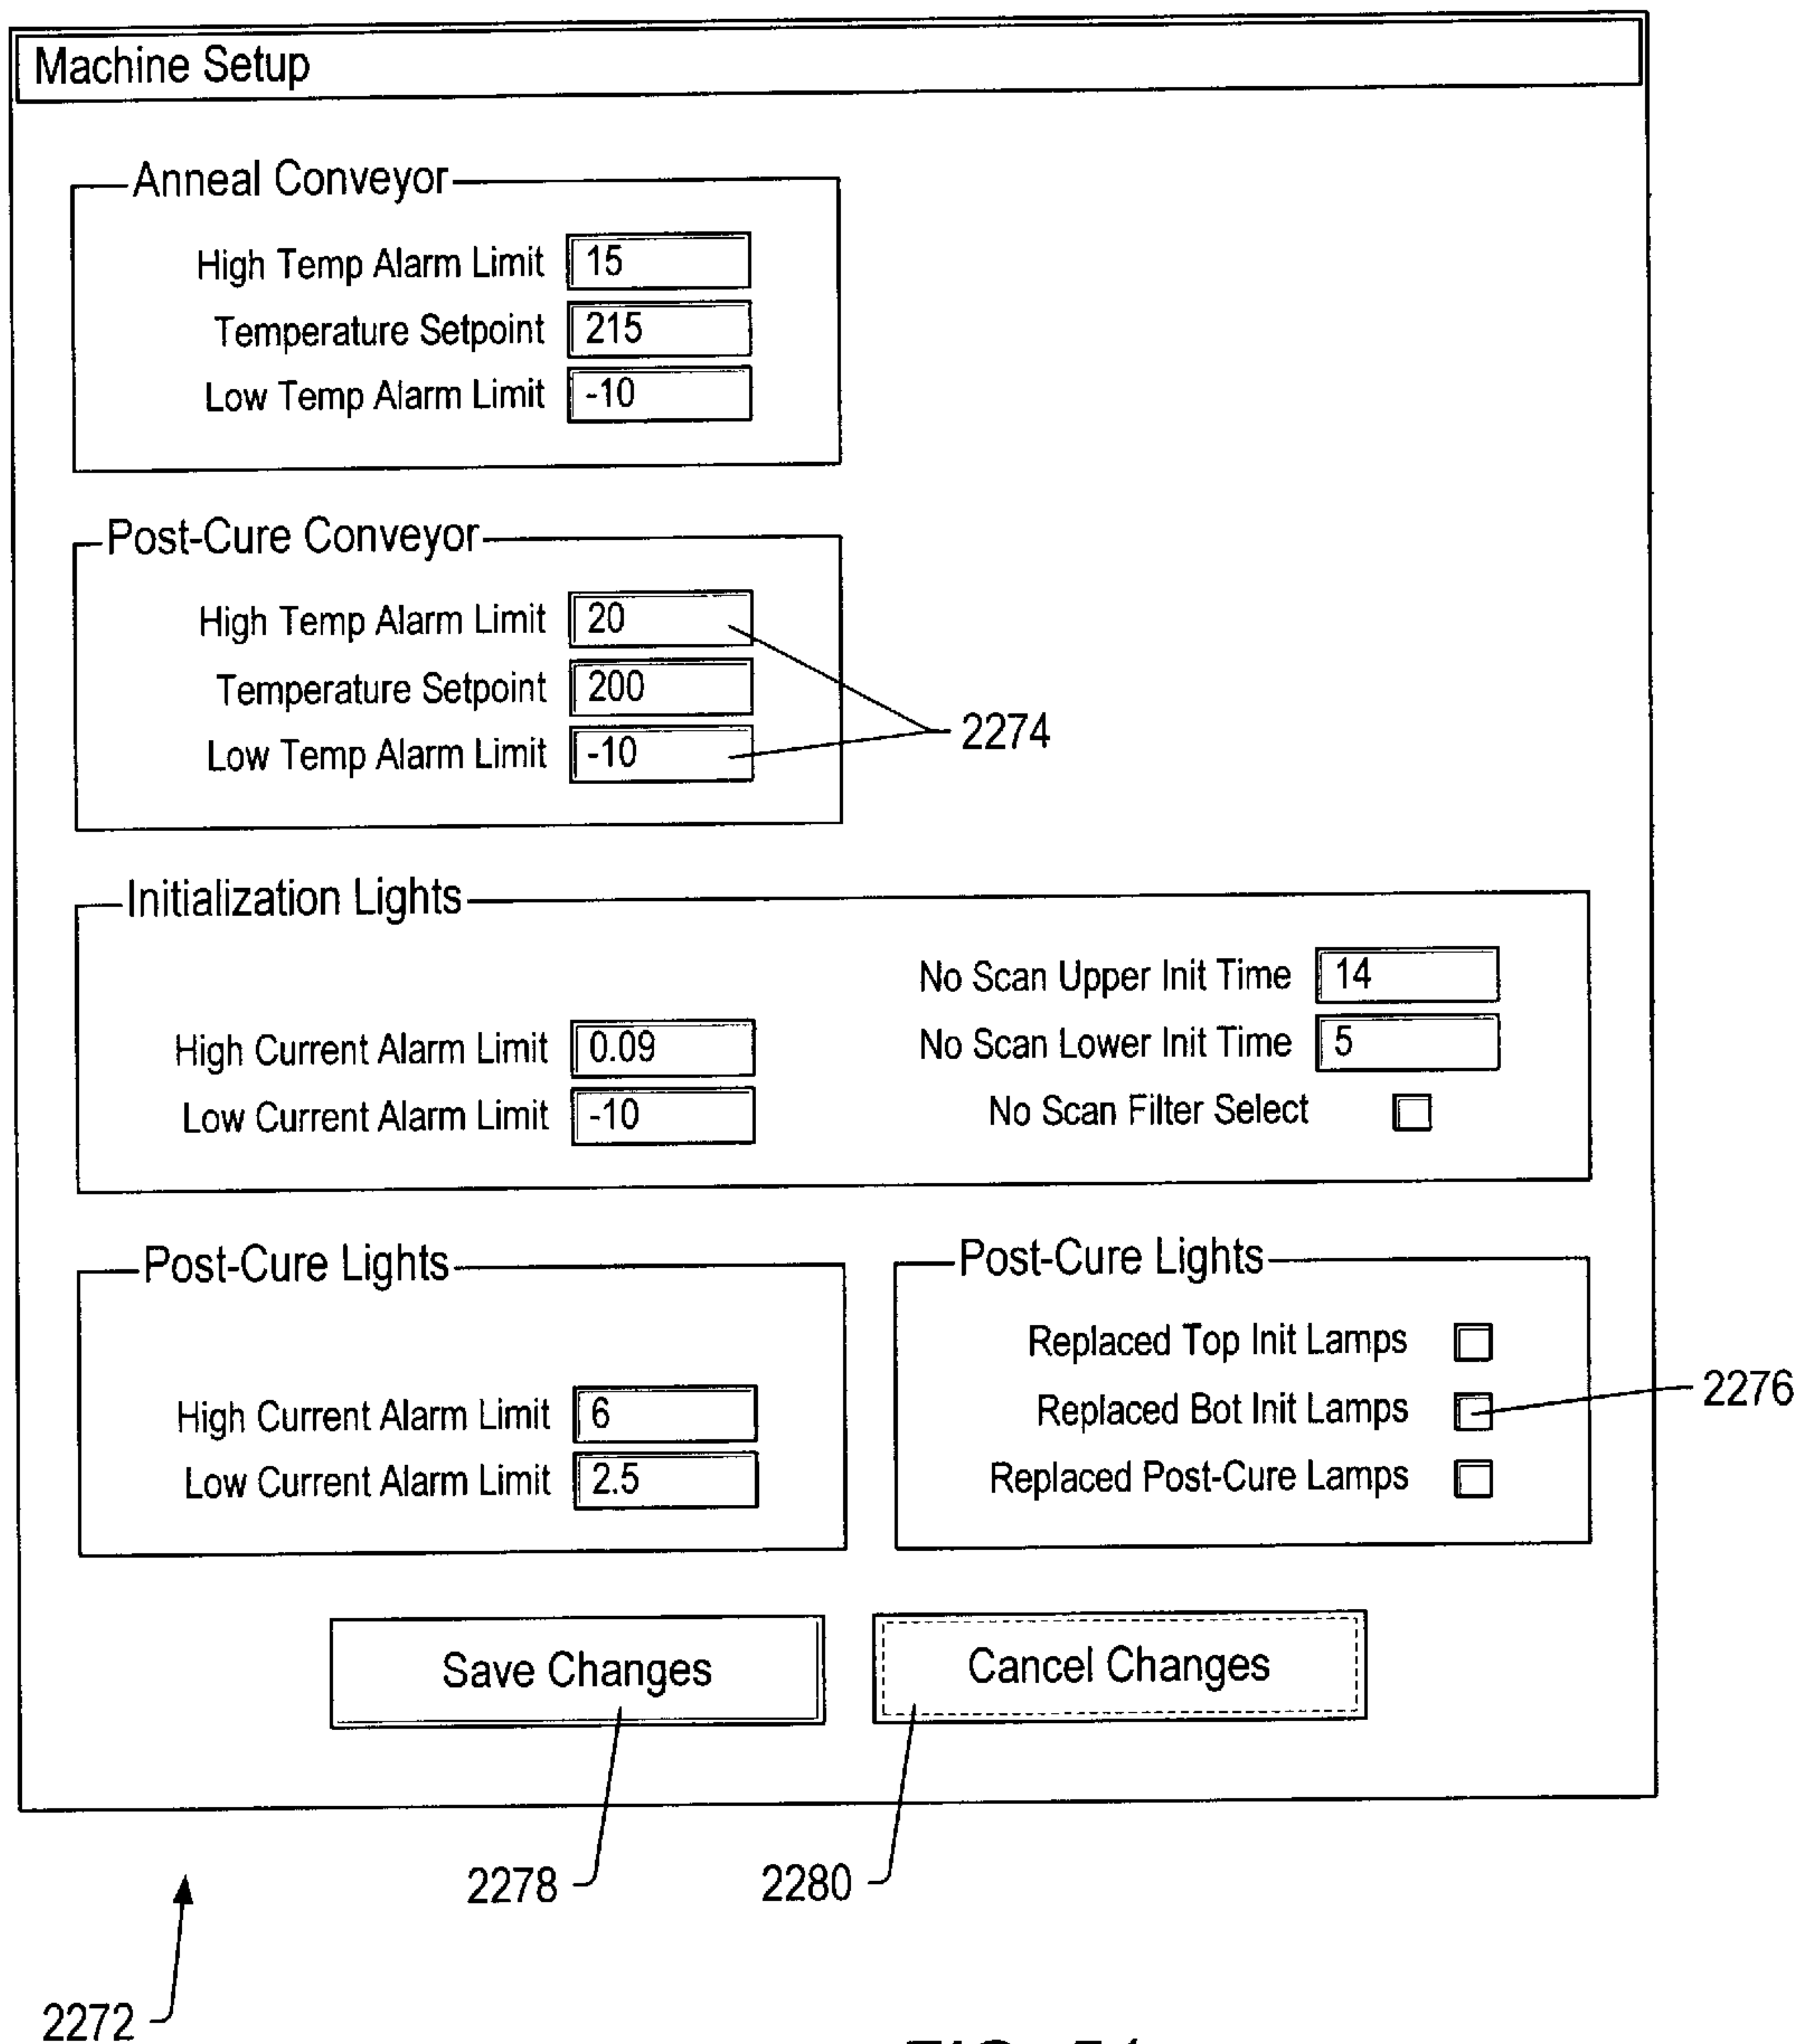 Machine Setup
Anneal Conveyor
High Temp Alarm Limit 15
Temperature Setpoint 215
Low Temp Alarm Limit -10
Post-Cure Conveyor
High Temp Alarm Limit 20
Temperature Setpoint 200
Low Temp Alarm Limit -10
2274
Initialization Lights
No Scan Upper Init Time 14
High Current Alarm Limit 0.09 No Scan Lower Init Time 5
Low Current Alarm Limit -10 No Scan Filter Select
Post-Cure Lights
High Current Alarm Limit 6
Low Current Alarm Limit 2.5
Post-Cure Lights
Replaced Top Init Lamps
Replaced Bot Init Lamps
Replaced Post-Cure Lamps
2276
Save Changes Cancel Changes
2278 2280
2272